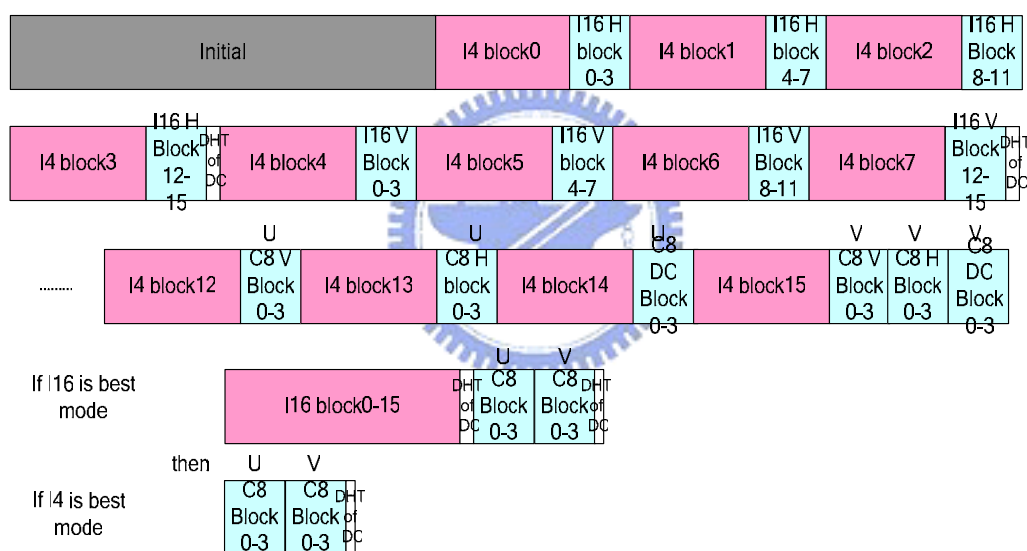 Initial
I4 block0
I16 H
block
0-3
I4 block1
I16 H
block
4-7
I4 block2
I16 H
Block
8-11
I4 block3
I16 H
Block
12-
15
DHT
of
DC
I4 block4
I16 V
Block
0-3
I4 block5
I16 V
block
4-7
I4 block6
I16 V
Block
8-11
I4 block7
I16 V
Block
12-
15
DHT
of
DC
.........
I4 block12
U
C8 V
Block
0-3
I4 block13
U
C8 H
block
0-3
I4 block14
U
C8
DC
Block
0-3
I4 block15
V
C8 V
Block
0-3
V
C8 H
Block
0-3
V
C8
DC
Block
0-3
If I16 is best
mode
I16 block0-15
DHT
of
DC
U
C8
Block
0-3
V
C8
Block
0-3
DHT
of
DC
then
If I4 is best
mode
U
C8
Block
0-3
V
C8
Block
0-3
DHT
of
DC